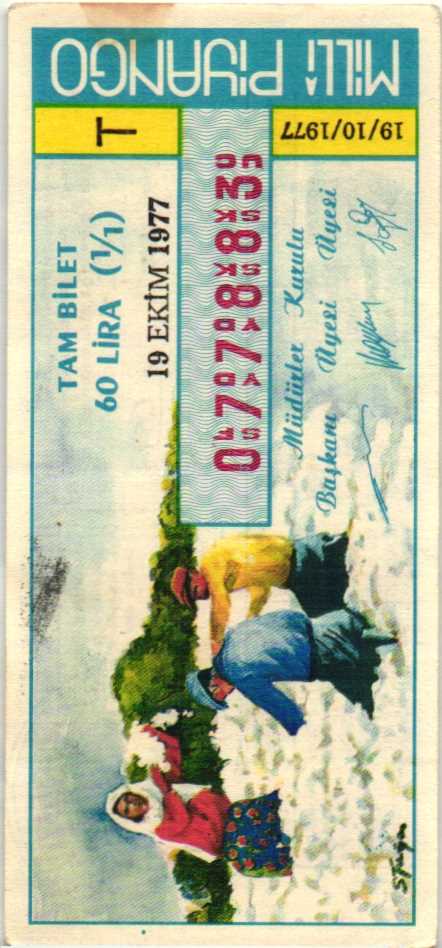 MİLLİ PİYANGO
19/10/1977
T
TAM BİLET
60 LİRA (1/1)
19 EKİM 1977
077883
Müdürler Kurulu
Başkanı Üyesi Üyesi